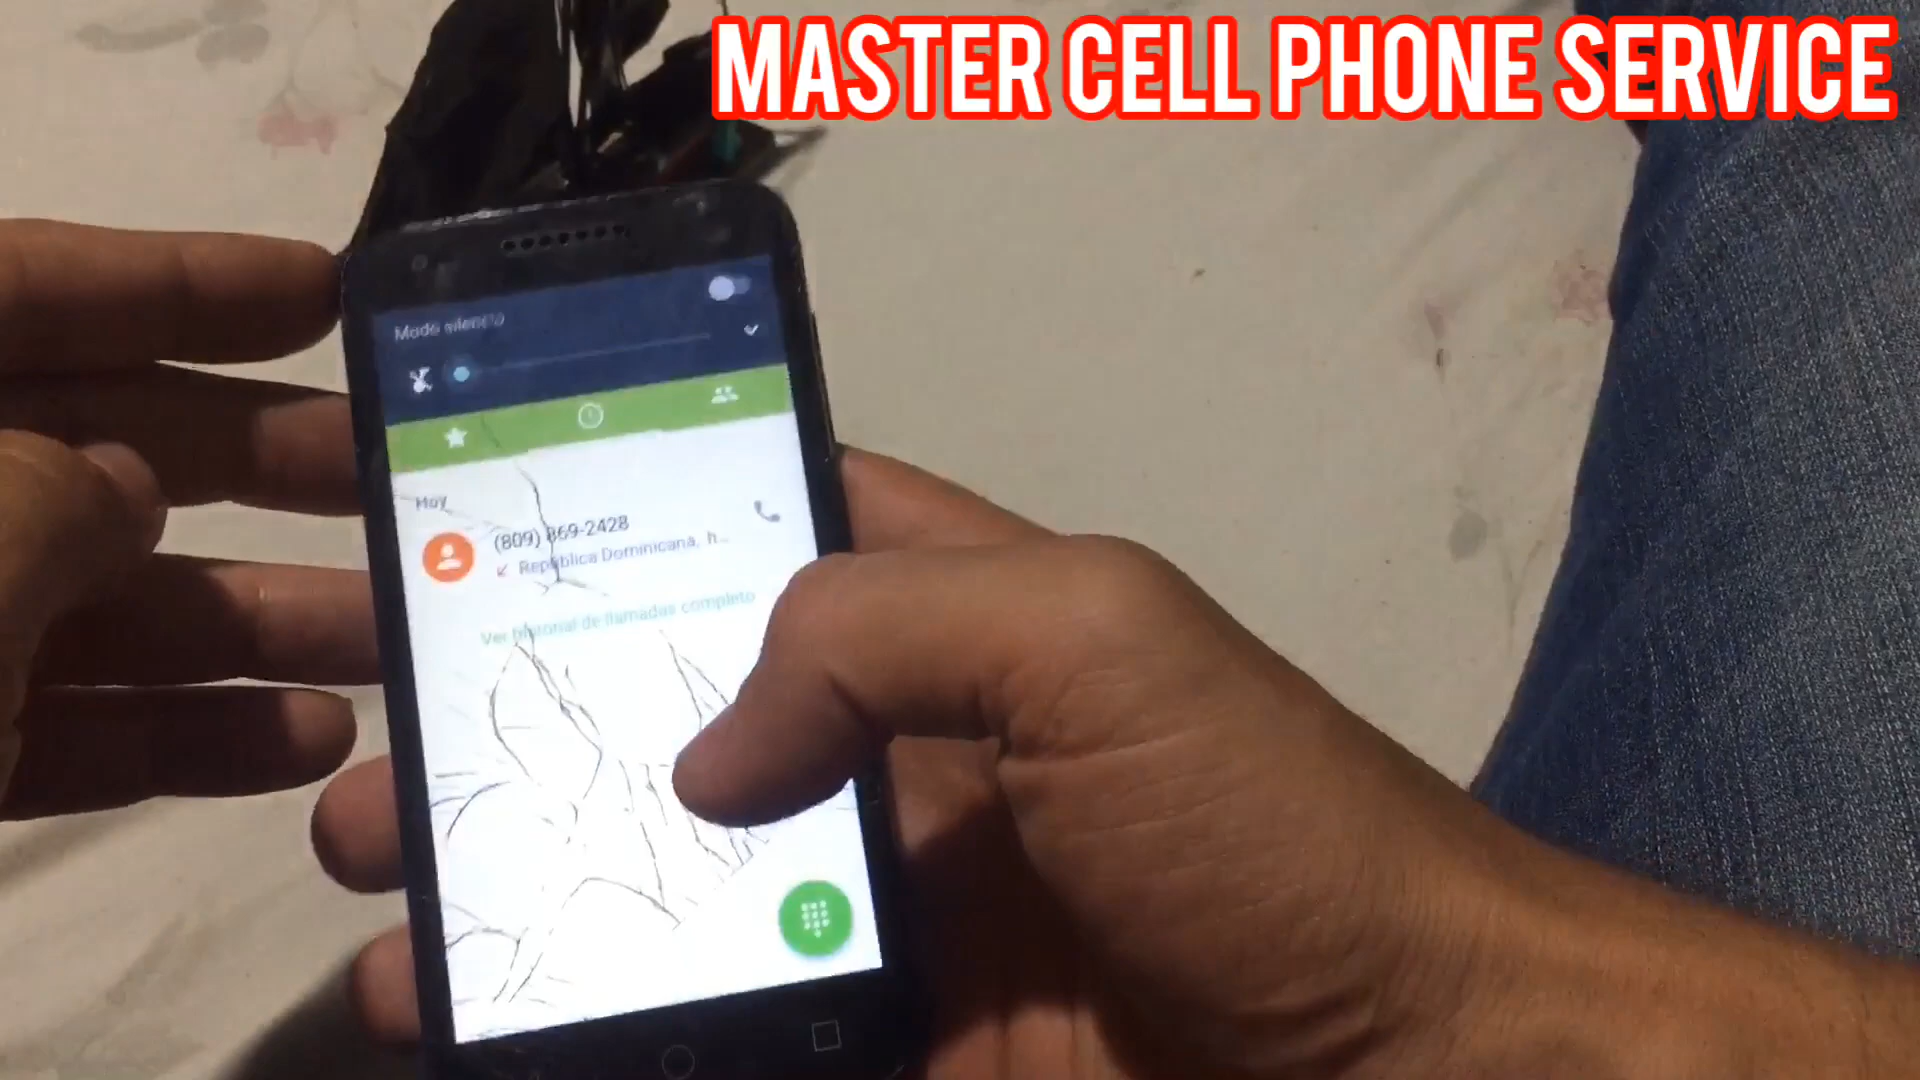 MASTER CELL PHONE SERVICE
Modo silencio
Hoy
(809) 869-2428
República Dominicana, h...
Ver historial de llamadas completo